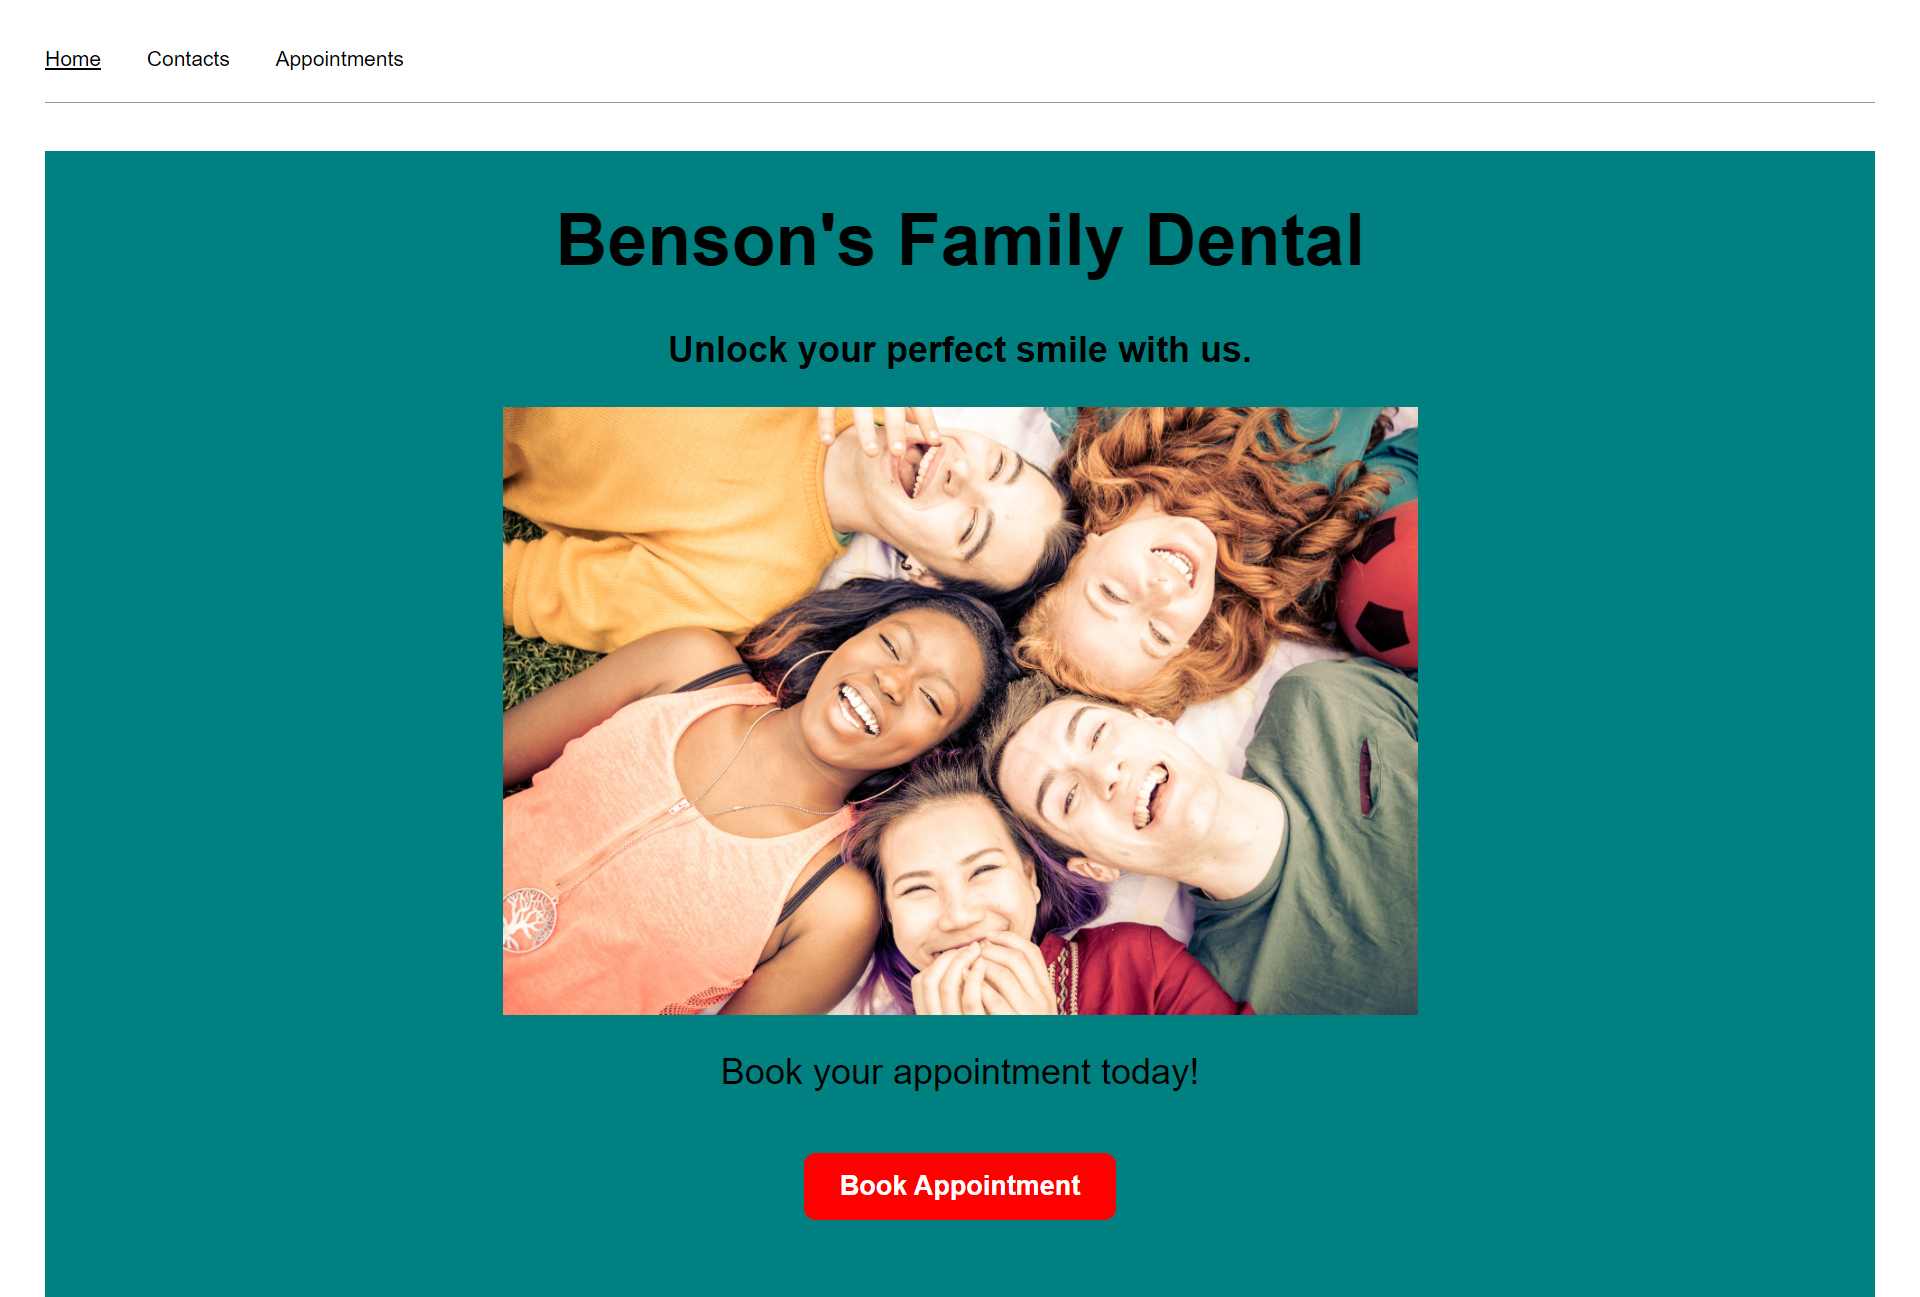 Home Contacts Appointments
Benson's Family Dental
Unlock your perfect smile with us.
Book your appointment today!
Book Appointment